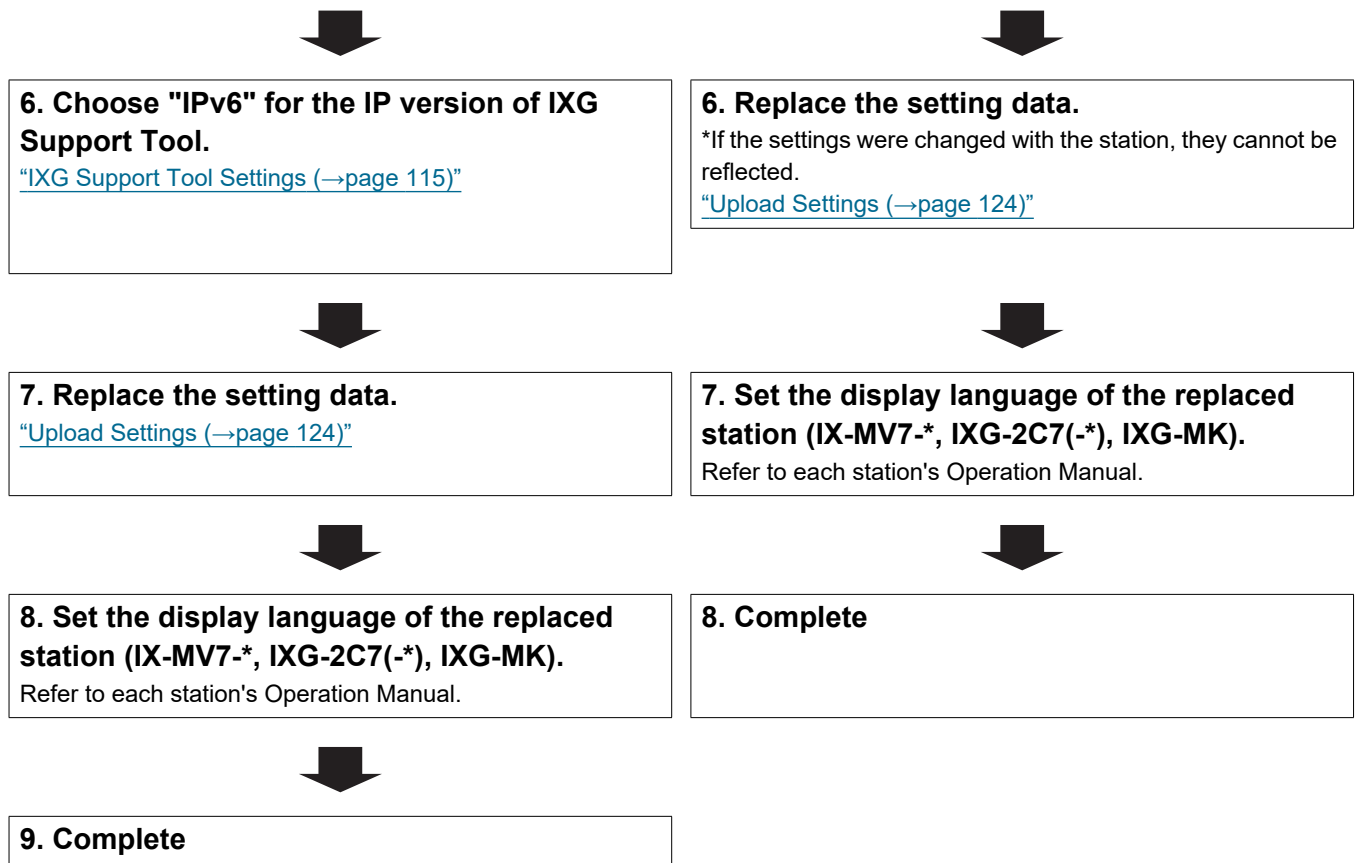 6. Choose "IPv6" for the IP version of IXG
Support Tool.
“IXG Support Tool Settings (→page 115)”
7. Replace the setting data.
“Upload Settings (→page 124)”
8. Set the display language of the replaced
station (IX-MV7-*, IXG-2C7(-*), IXG-MK).
Refer to each station's Operation Manual.
9. Complete
6. Replace the setting data.
*If the settings were changed with the station, they cannot be
reflected.
“Upload Settings (→page 124)”
7. Set the display language of the replaced
station (IX-MV7-*, IXG-2C7(-*), IXG-MK).
Refer to each station's Operation Manual.
8. Complete